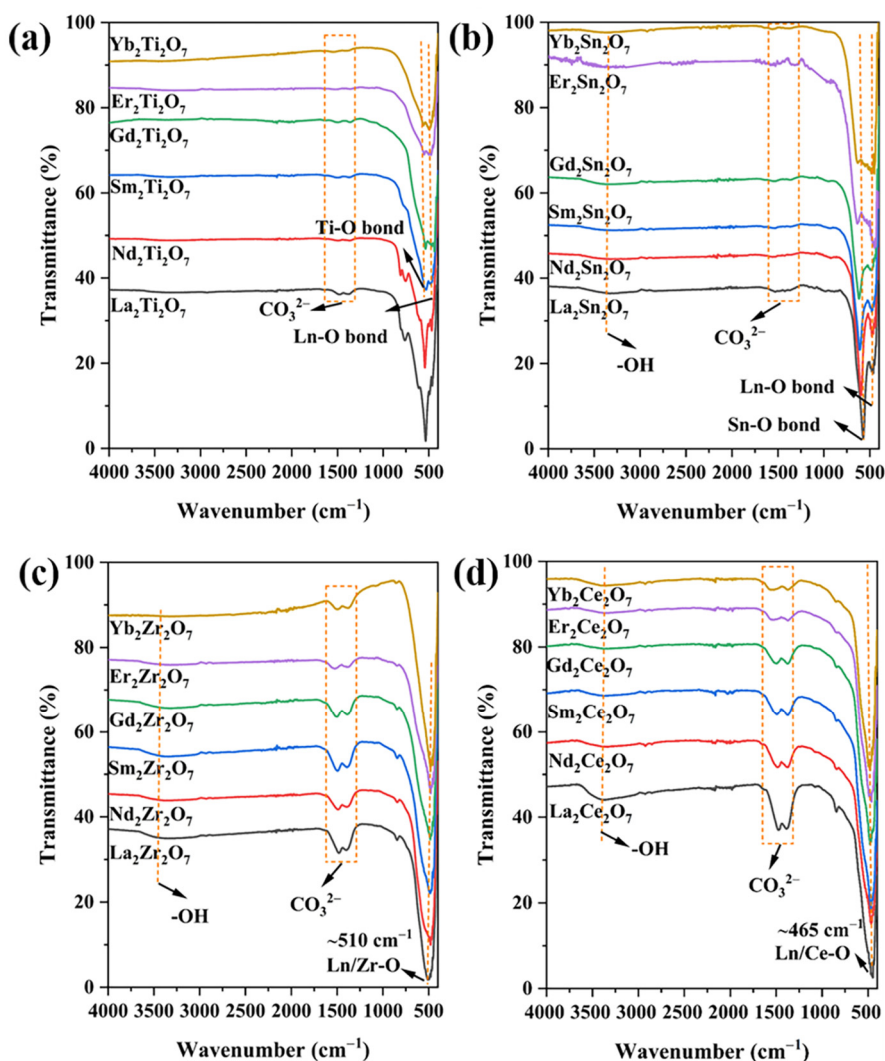 (a)
Transmittance (%)
100
80
60
40
20
0
Yb₂Ti₂O₇
Er₂Ti₂O₇
Gd₂Ti₂O₇
Sm₂Ti₂O₇
Ti-O bond
Nd₂Ti₂O₇
La₂Ti₂O₇
CO₃²⁻
Ln-O bond
4000 3500 3000 2500 2000 1500 1000 500
Wavenumber (cm⁻¹)
(b)
Transmittance (%)
100
80
60
40
20
0
Yb₂Sn₂O₇
Er₂Sn₂O₇
Gd₂Sn₂O₇
Sm₂Sn₂O₇
Nd₂Sn₂O₇
La₂Sn₂O₇
CO₃²⁻
-OH
Ln-O bond
Sn-O bond
4000 3500 3000 2500 2000 1500 1000 500
Wavenumber (cm⁻¹)
(c)
Transmittance (%)
100
80
60
40
20
0
Yb₂Zr₂O₇
Er₂Zr₂O₇
Gd₂Zr₂O₇
Sm₂Zr₂O₇
Nd₂Zr₂O₇
La₂Zr₂O₇
-OH
CO₃²⁻
~510 cm⁻¹
Ln/Zr-O
4000 3500 3000 2500 2000 1500 1000 500
Wavenumber (cm⁻¹)
(d)
Transmittance (%)
100
80
60
40
20
0
Yb₂Ce₂O₇
Er₂Ce₂O₇
Gd₂Ce₂O₇
Sm₂Ce₂O₇
Nd₂Ce₂O₇
La₂Ce₂O₇
-OH
CO₃²⁻
~465 cm⁻¹
Ln/Ce-O
4000 3500 3000 2500 2000 1500 1000 500
Wavenumber (cm⁻¹)